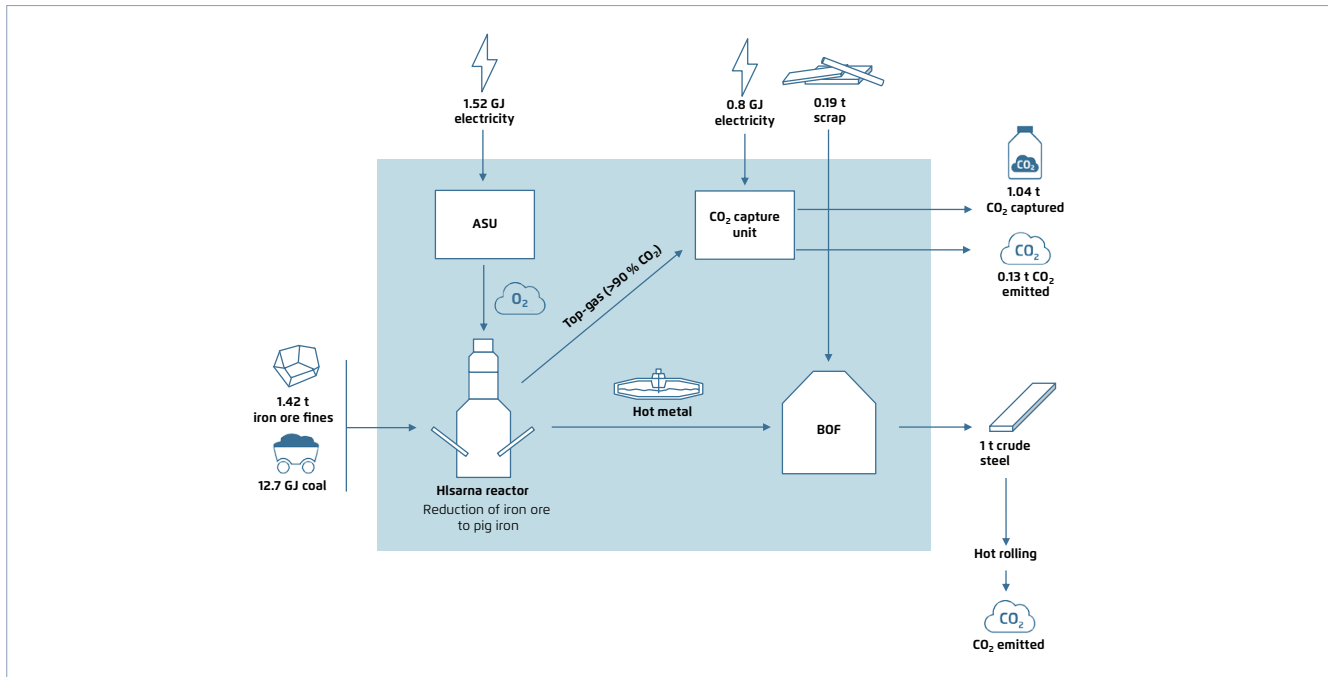 1.52 GJ
electricity
0.8 GJ
electricity
0.19 t
scrap
CO₂
1.04 t
CO₂ captured
ASU
CO₂ capture
unit
CO₂
0.13 t CO₂
emitted
Top-gas (>90 % CO₂)
O₂
1.42 t
iron ore fines
12.7 GJ coal
Hot metal
BOF
1 t crude
steel
HIsarna reactor
Reduction of iron ore
to pig iron
Hot rolling
CO₂
CO₂ emitted